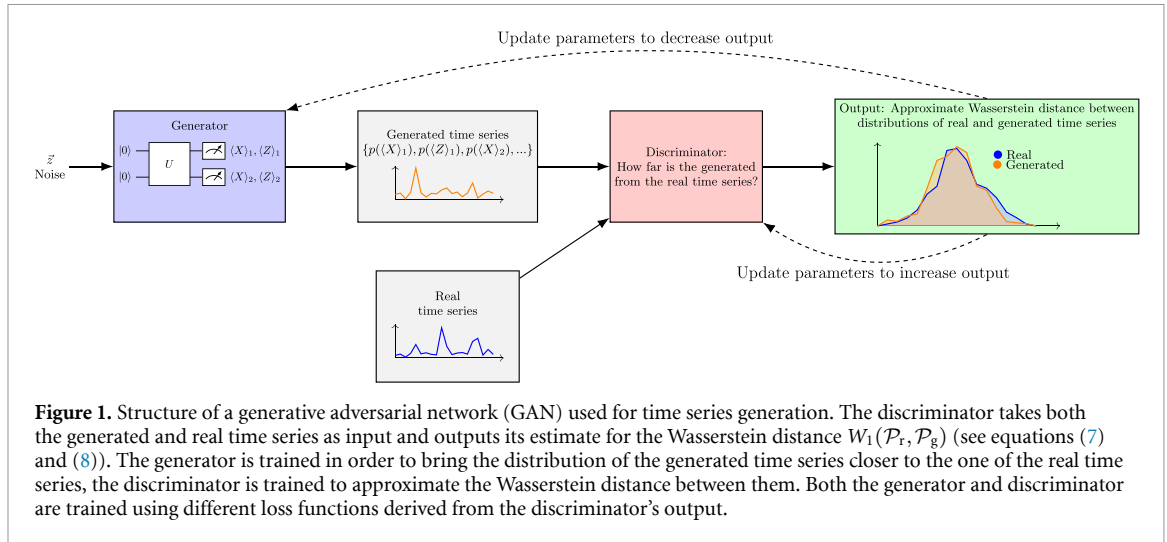 Update parameters to decrease output
Generator
|0⟩ U ⟨X⟩₁, ⟨Z⟩₁
|0⟩ ⟨X⟩₂, ⟨Z⟩₂
z⃗
Noise
Generated time series
{p(⟨X⟩₁), p(⟨Z⟩₁), p(⟨X⟩₂), ...}
Discriminator:
How far is the generated
from the real time series?
Output: Approximate Wasserstein distance between
distributions of real and generated time series
Real
Generated
Update parameters to increase output
Real
time series
Figure 1. Structure of a generative adversarial network (GAN) used for time series generation. The discriminator takes both
the generated and real time series as input and outputs its estimate for the Wasserstein distance W₁(𝒫r, 𝒫g) (see equations (7)
and (8)). The generator is trained in order to bring the distribution of the generated time series closer to the one of the real time
series, the discriminator is trained to approximate the Wasserstein distance between them. Both the generator and discriminator
are trained using different loss functions derived from the discriminator's output.